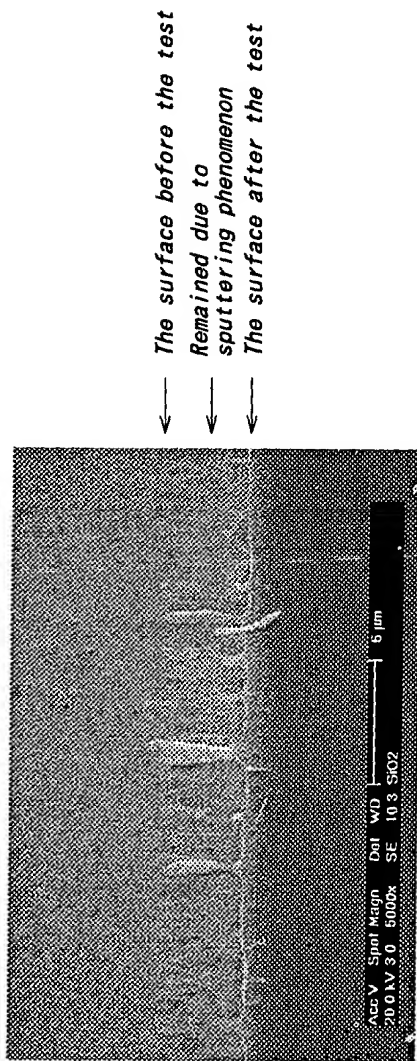 The surface before the test
Remained due to
sputtering phenomenon
The surface after the test
Acc V Spot Magn Det WD
20.0 kV 3.0 5000x SE 10.3 SiO2
5 µm